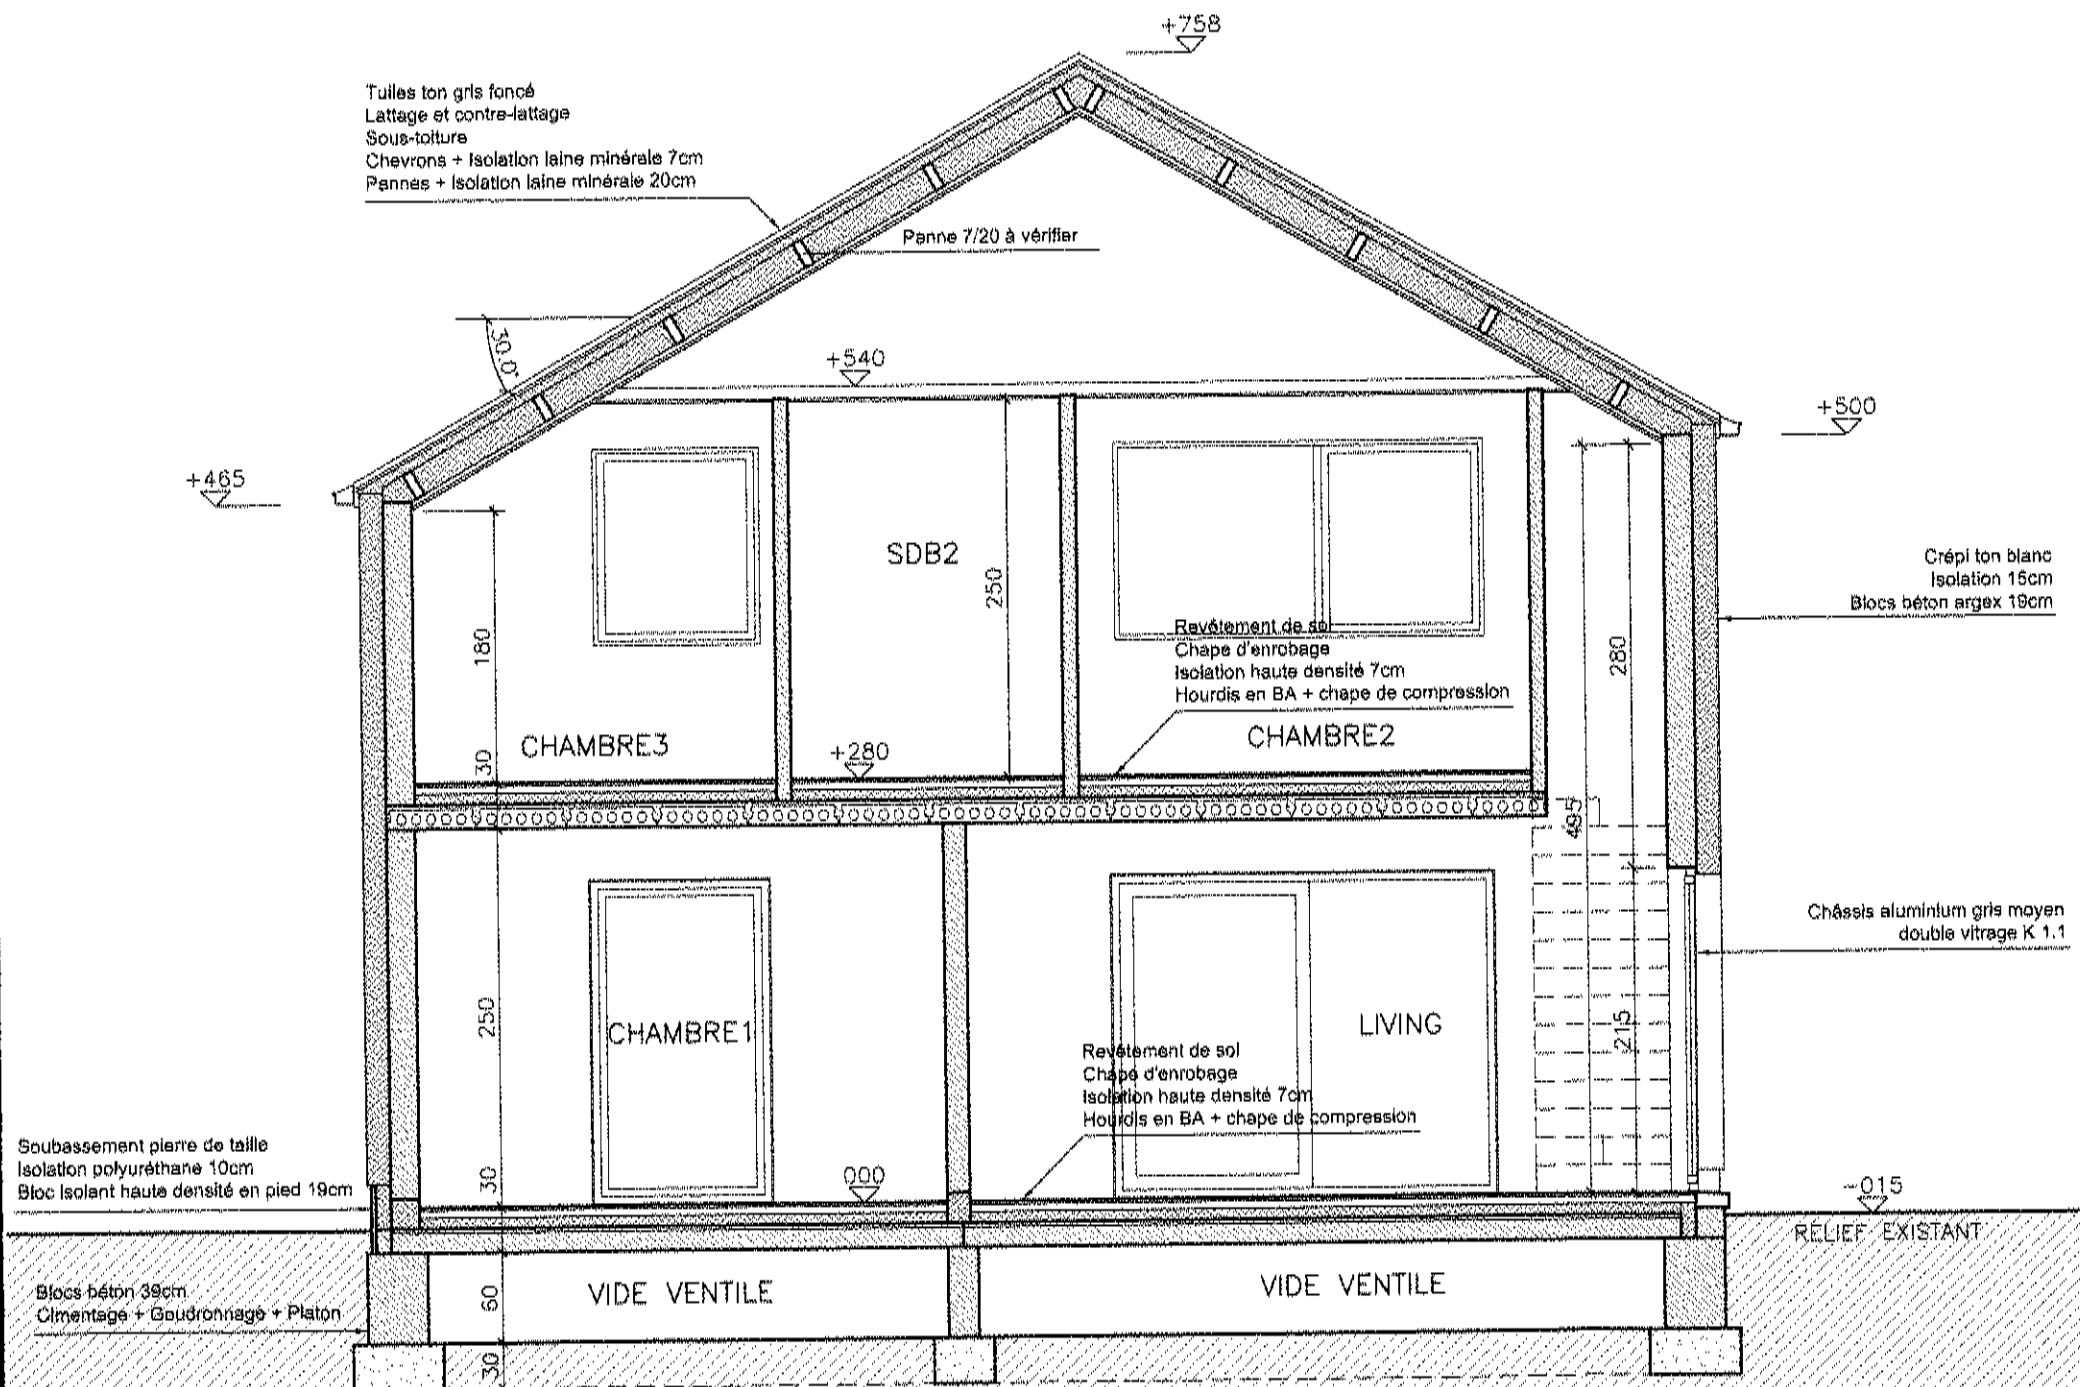 +758
Tuiles ton gris foncé
Lattage et contre-lattage
Sous-toiture
Chevrons + Isolation laine minérale 7cm
Pannes + Isolation laine minérale 20cm
Panne 7/20 à vérifier
30.0°
+540
+500
+465
SDB2
250
180
280
Crépi ton blanc
Isolation 15cm
Blocs béton argex 19cm
Revêtement de sol
Chape d'enrobage
Isolation haute densité 7cm
Hourdis en BA + chape de compression
CHAMBRE3
30
+280
CHAMBRE2
495
Châssis aluminium gris moyen
double vitrage K 1.1
250
CHAMBRE1
LIVING
215
Revêtement de sol
Chape d'enrobage
Isolation haute densité 7cm
Hourdis en BA + chape de compression
Soubassement pierre de taille
Isolation polyuréthane 10cm
Bloc Isolant haute densité en pied 19cm
30
000
-015
RELIEF EXISTANT
Blocs béton 39cm
Cimentage + Goudronnage + Platon
60
VIDE VENTILE
VIDE VENTILE
30